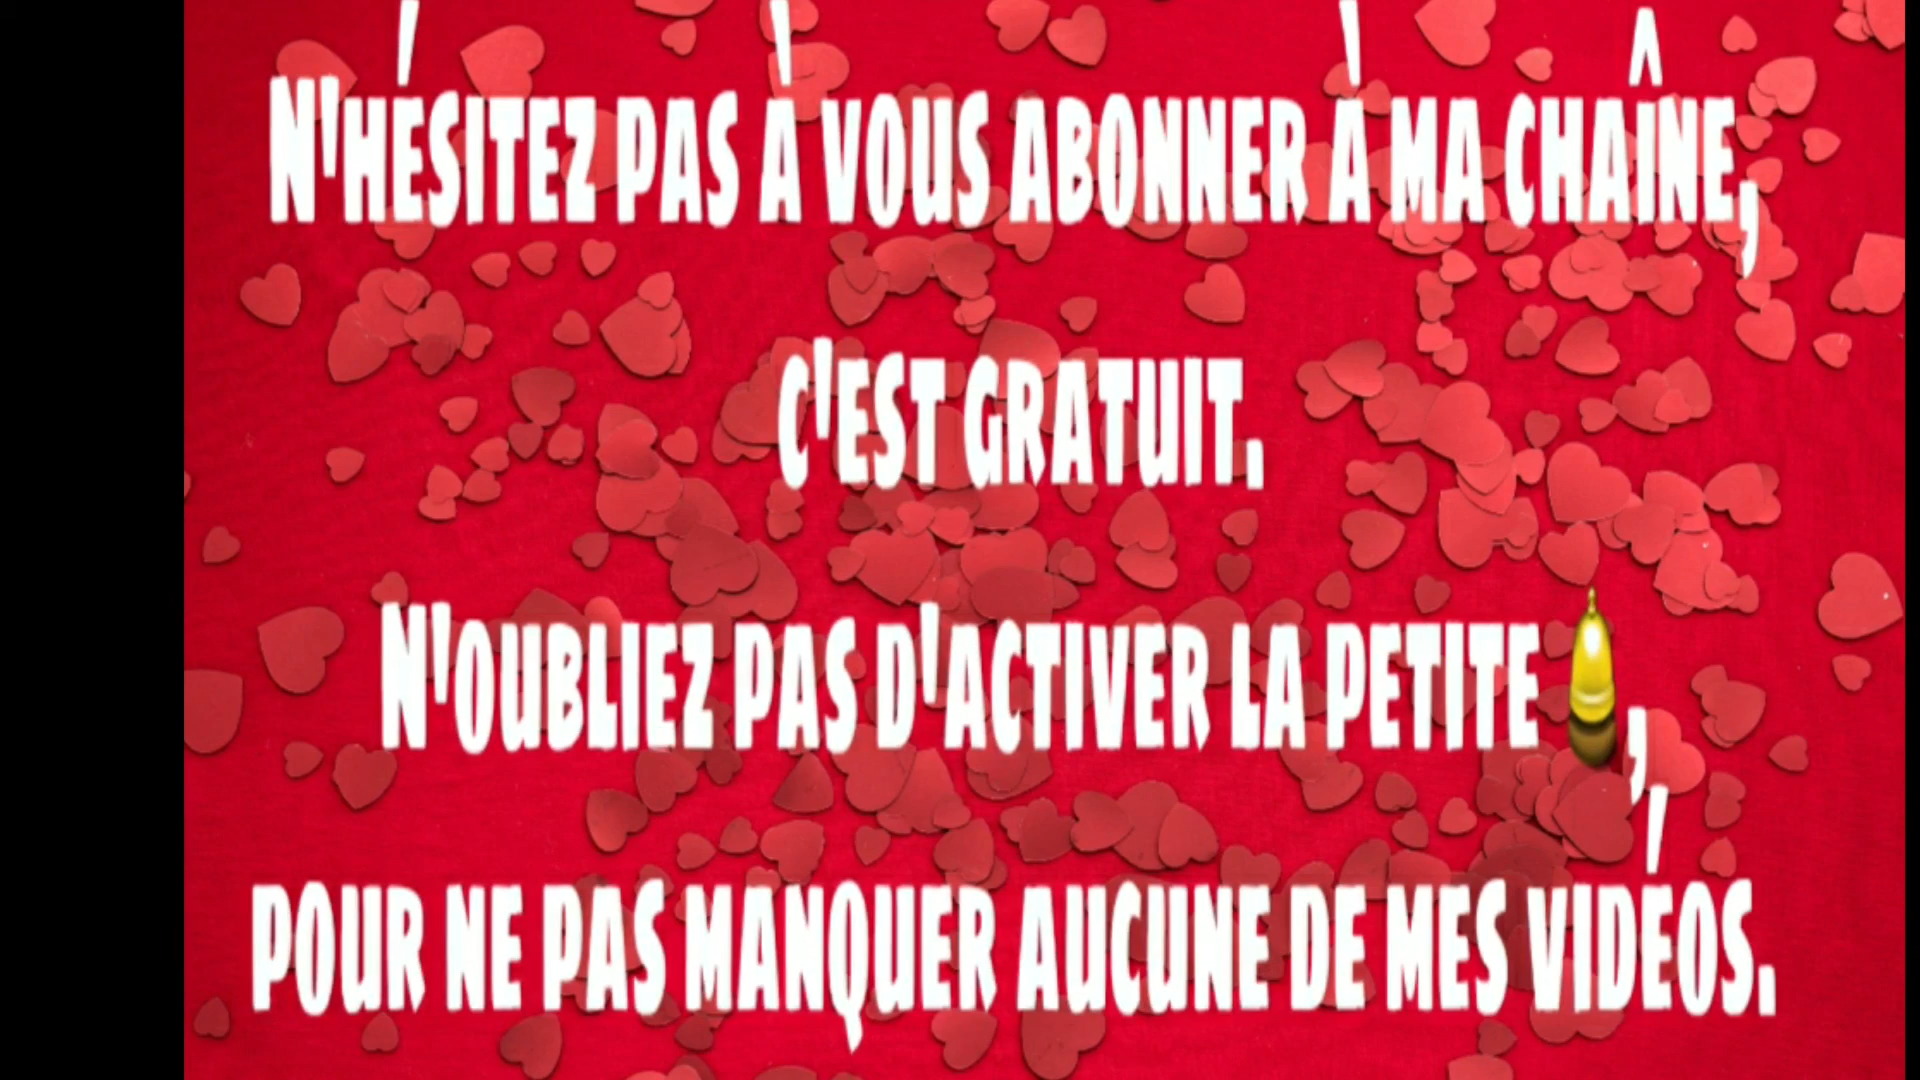 N'hésitez pas à vous abonner à ma chaîne,
c'est gratuit.
N'oubliez pas d'activer la petite 🔔,
pour ne pas manquer aucune de mes vidéos.